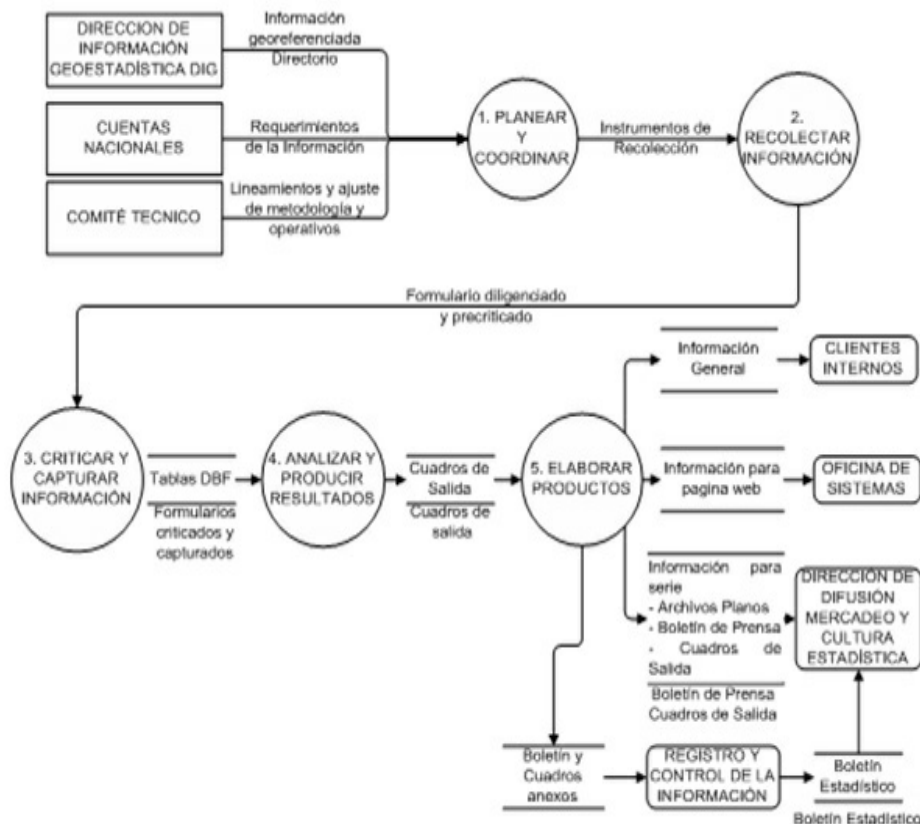 DIRECCION DE
INFORMACIÓN
GEOESTADÍSTICA DIG
Información
georeferenciada
Directorio
CUENTAS
NACIONALES
Requerimientos
de la Información
COMITÉ TECNICO
Lineamientos y ajuste
de metodología y
operativos
1. PLANEAR
Y
COORDINAR
Instrumentos de
Recolección
2.
RECOLECTAR
INFORMACIÓN
Formulario diligenciado
y precriticado
3. CRITICAR Y
CAPTURAR
INFORMACIÓN
Tablas DBF
Formularios
criticados y
capturados
4. ANALIZAR Y
PRODUCIR
RESULTADOS
Cuadros de
Salida
Cuadros de
salida
5. ELABORAR
PRODUCTOS
Información
General
CLIENTES
INTERNOS
Información para
pagina web
OFICINA DE
SISTEMAS
Información para
serie
- Archivos Planos
- Boletín de Prensa
- Cuadros de
Salida
Boletín de Prensa
Cuadros de Salida
DIRECCIÓN DE
DIFUSIÓN
MERCADEO Y
CULTURA
ESTADÍSTICA
Boletín y
Cuadros
anexos
REGISTRO Y
CONTROL DE LA
INFORMACIÓN
Boletín
Estadístico
Boletín Estadístico